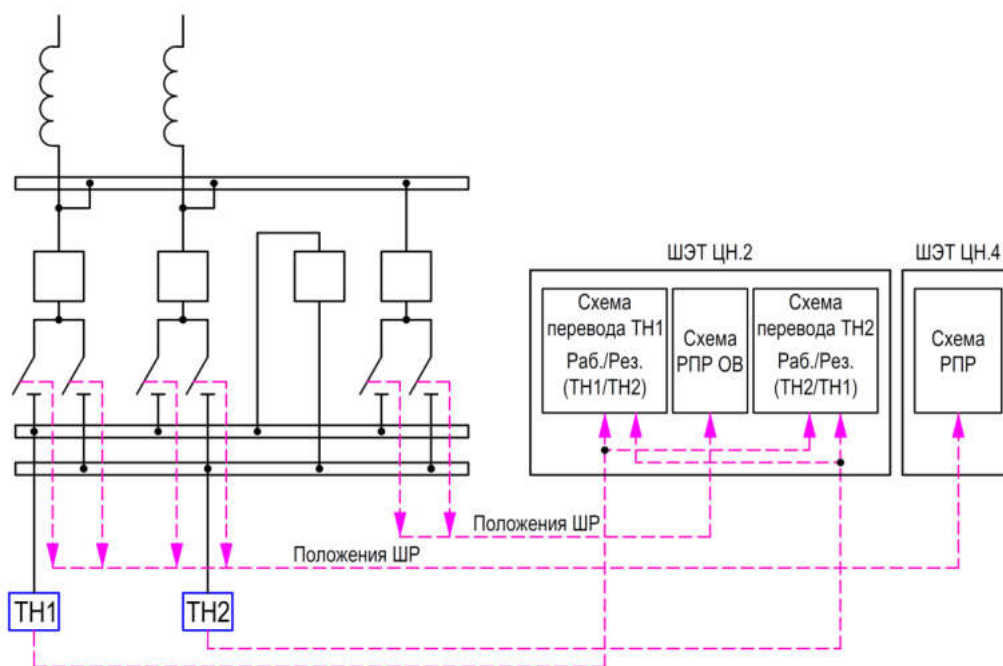 ШЭТ ЦН.2
ШЭТ ЦН.4
Схема
перевода ТН1
Раб./Рез.
(ТН1/ТН2)
Схема
РПР ОВ
Схема
перевода ТН2
Раб./Рез.
(ТН2/ТН1)
Схема
РПР
Положения ШР
Положения ШР
ТН1
ТН2